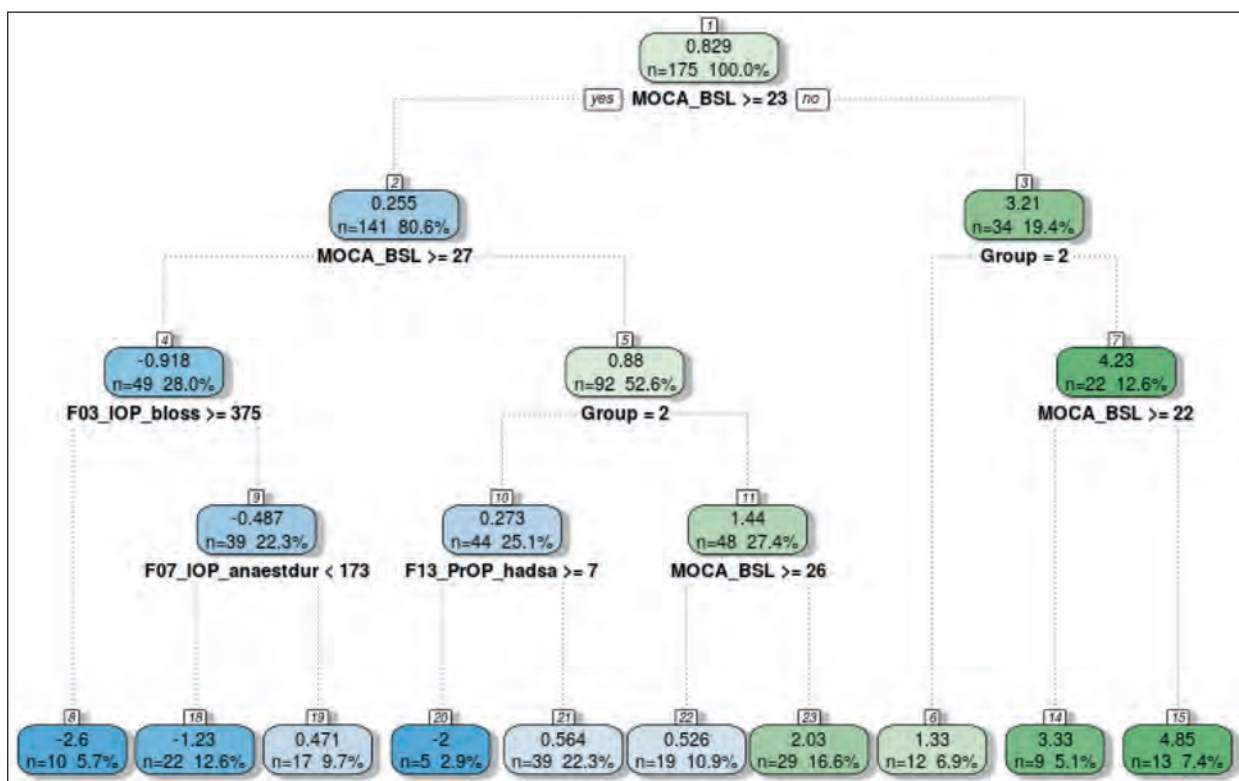 1
0.829
n=175 100.0%
yes MOCA_BSL >= 23 no
2
0.255
n=141 80.6%
MOCA_BSL >= 27
3
3.21
n=34 19.4%
Group = 2
4
-0.918
n=49 28.0%
F03_IOP_bloss >= 375
5
0.88
n=92 52.6%
Group = 2
7
4.23
n=22 12.6%
MOCA_BSL >= 22
9
-0.487
n=39 22.3%
F07_IOP_anaestdur < 173
10
0.273
n=44 25.1%
F13_PrOP_hadsa >= 7
11
1.44
n=48 27.4%
MOCA_BSL >= 26
8
-2.6
n=10 5.7%
18
-1.23
n=22 12.6%
19
0.471
n=17 9.7%
20
-2
n=5 2.9%
21
0.564
n=39 22.3%
22
0.526
n=19 10.9%
23
2.03
n=29 16.6%
6
1.33
n=12 6.9%
14
3.33
n=9 5.1%
15
4.85
n=13 7.4%